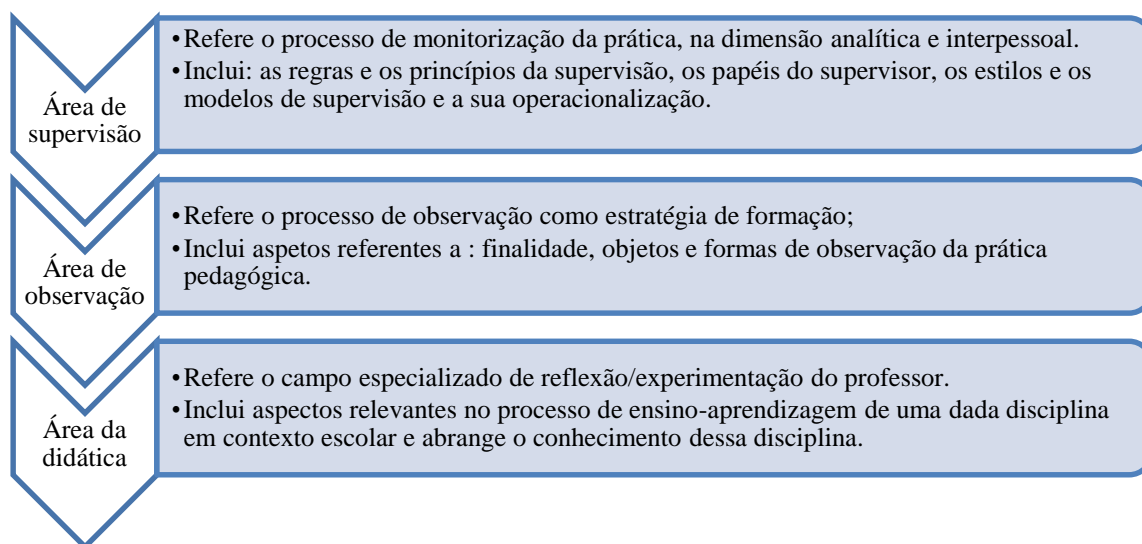 Área de
supervisão
•Refere o processo de monitorização da prática, na dimensão analítica e interpessoal.
•Inclui: as regras e os princípios da supervisão, os papéis do supervisor, os estilos e os
modelos de supervisão e a sua operacionalização.
Área de
observação
•Refere o processo de observação como estratégia de formação;
•Inclui aspetos referentes a : finalidade, objetos e formas de observação da prática
pedagógica.
Área da
didática
•Refere o campo especializado de reflexão/experimentação do professor.
•Inclui aspectos relevantes no processo de ensino-aprendizagem de uma dada disciplina
em contexto escolar e abrange o conhecimento dessa disciplina.